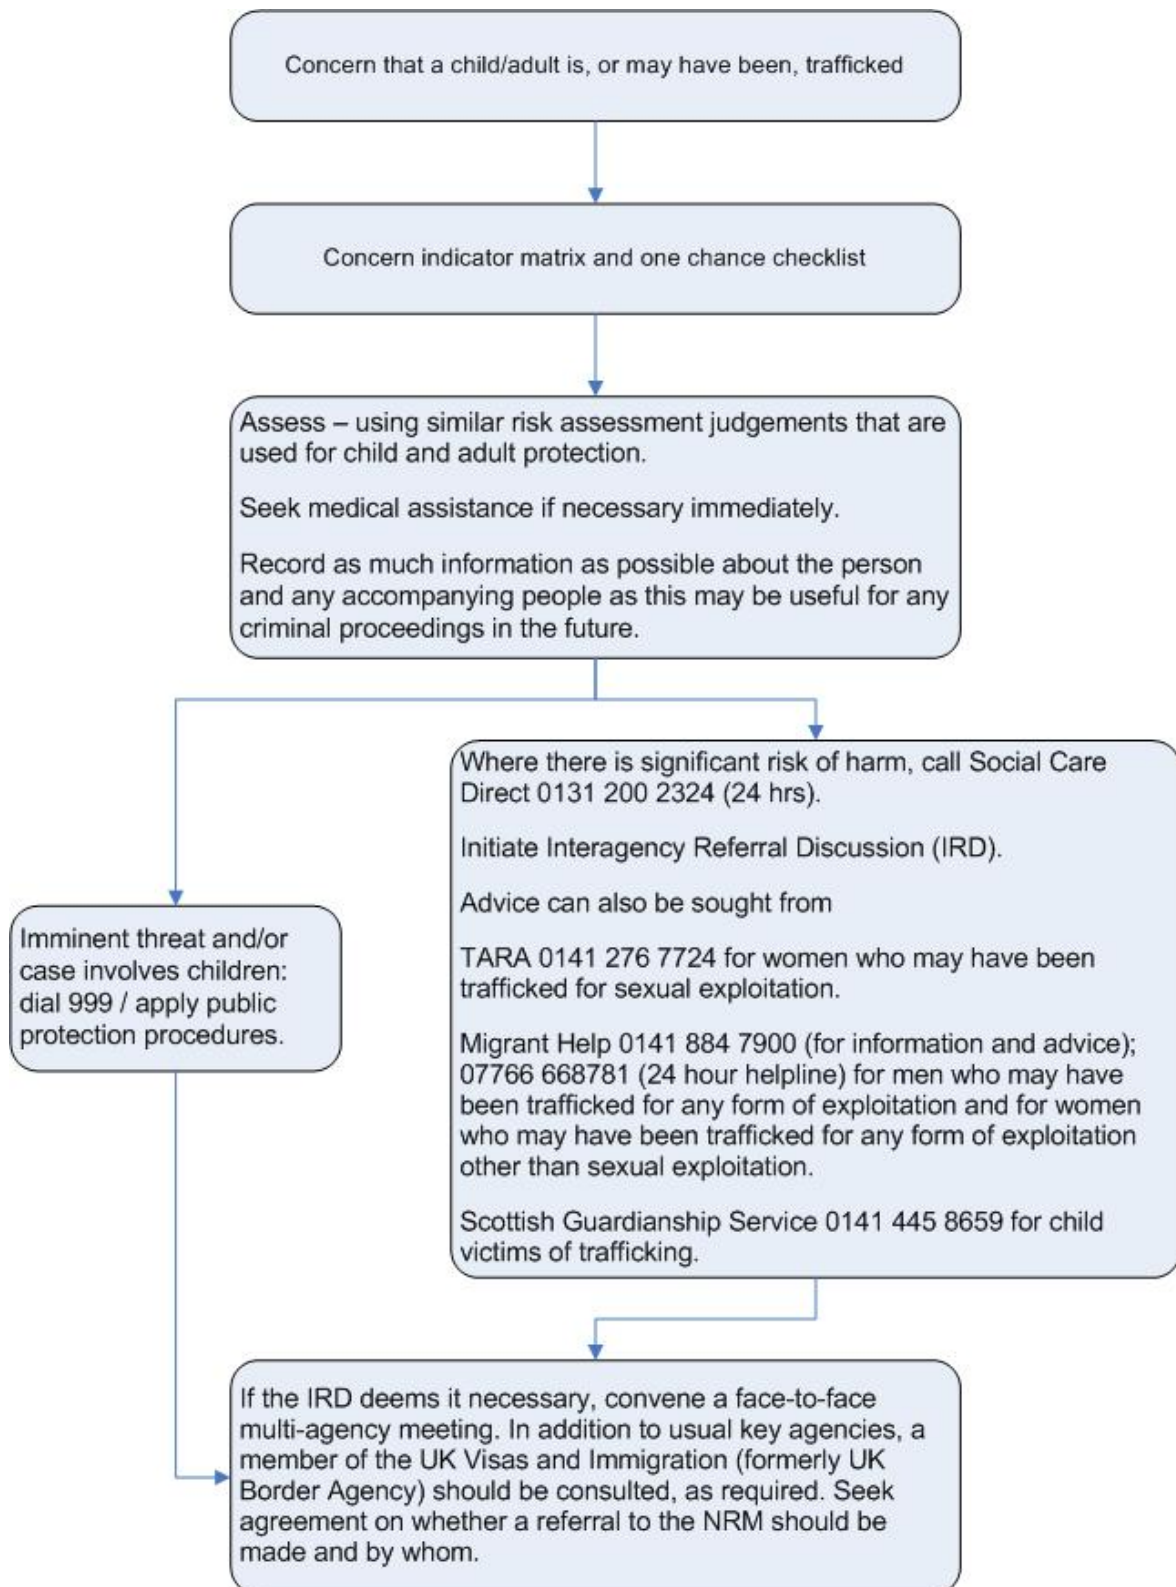 Concern that a child/adult is, or may have been, trafficked
Concern indicator matrix and one chance checklist
Assess – using similar risk assessment judgements that are
used for child and adult protection.
Seek medical assistance if necessary immediately.
Record as much information as possible about the person
and any accompanying people as this may be useful for any
criminal proceedings in the future.
Imminent threat and/or
case involves children:
dial 999 / apply public
protection procedures.
Where there is significant risk of harm, call Social Care
Direct 0131 200 2324 (24 hrs).
Initiate Interagency Referral Discussion (IRD).
Advice can also be sought from
TARA 0141 276 7724 for women who may have been
trafficked for sexual exploitation.
Migrant Help 0141 884 7900 (for information and advice);
07766 668781 (24 hour helpline) for men who may have
been trafficked for any form of exploitation and for women
who may have been trafficked for any form of exploitation
other than sexual exploitation.
Scottish Guardianship Service 0141 445 8659 for child
victims of trafficking.
If the IRD deems it necessary, convene a face-to-face
multi-agency meeting. In addition to usual key agencies, a
member of the UK Visas and Immigration (formerly UK
Border Agency) should be consulted, as required. Seek
agreement on whether a referral to the NRM should be
made and by whom.